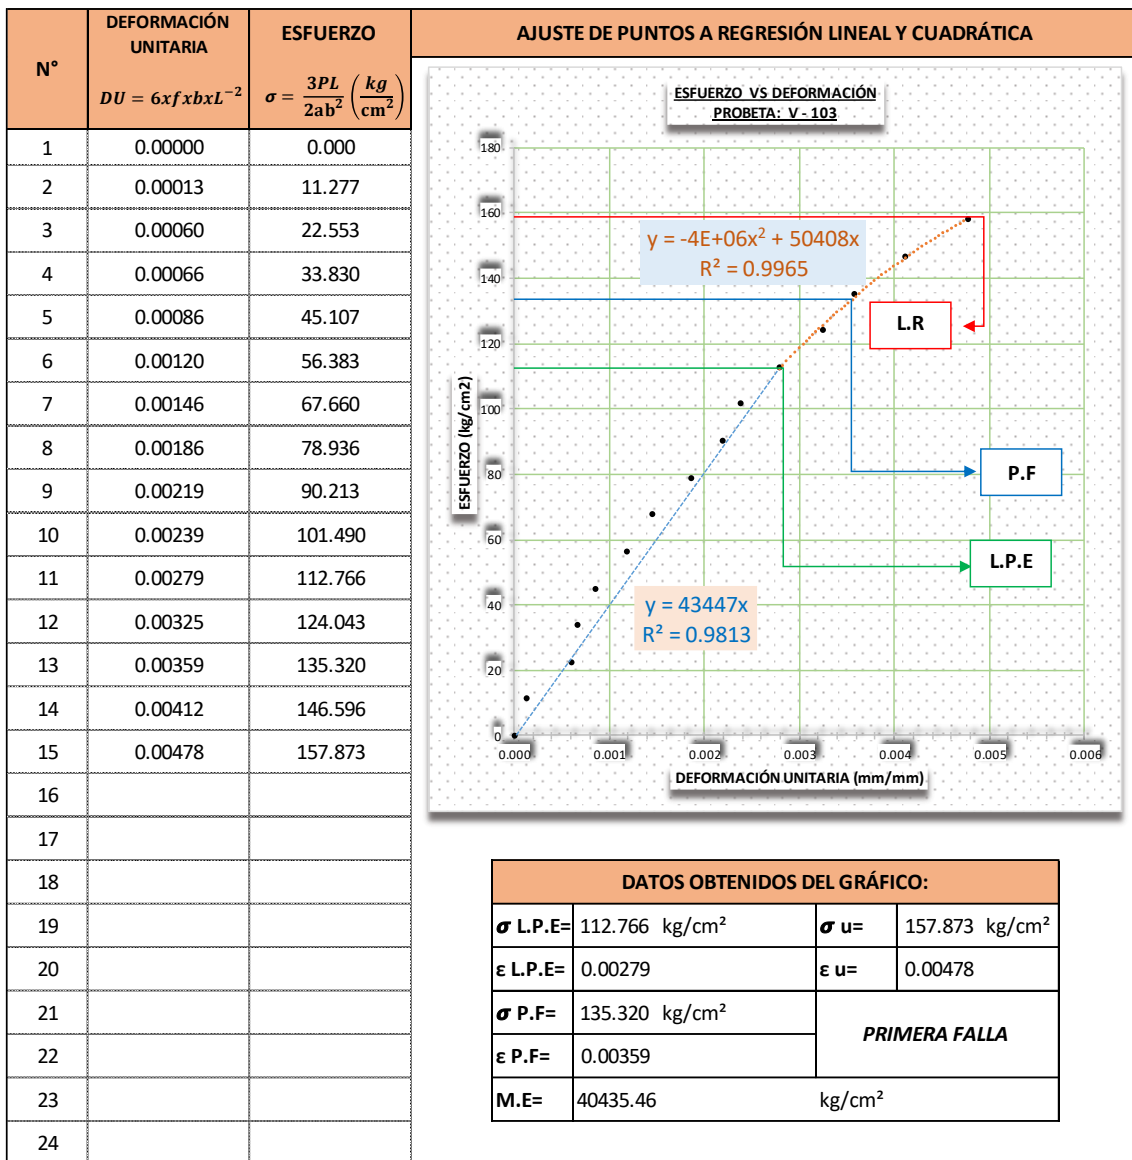 N°
DEFORMACIÓN UNITARIA
DU = 6xfxbxL⁻²
ESFUERZO
σ = 3PL / 2ab² (kg / cm²)
AJUSTE DE PUNTOS A REGRESIÓN LINEAL Y CUADRÁTICA
1 0.00000 0.000
2 0.00013 11.277
3 0.00060 22.553
4 0.00066 33.830
5 0.00086 45.107
6 0.00120 56.383
7 0.00146 67.660
8 0.00186 78.936
9 0.00219 90.213
10 0.00239 101.490
11 0.00279 112.766
12 0.00325 124.043
13 0.00359 135.320
14 0.00412 146.596
15 0.00478 157.873
16
17
18
19
20
21
22
23
24
ESFUERZO VS DEFORMACIÓN
PROBETA: V - 103
180
160
140
120
100
80
60
40
20
0
ESFUERZO (kg/cm2)
y = -4E+06x² + 50408x
R² = 0.9965
L.R
P.F
L.P.E
y = 43447x
R² = 0.9813
0.000 0.001 0.002 0.003 0.004 0.005 0.006
DEFORMACIÓN UNITARIA (mm/mm)
DATOS OBTENIDOS DEL GRÁFICO:
σ L.P.E= 112.766 kg/cm² σ u= 157.873 kg/cm²
ε L.P.E= 0.00279 ε u= 0.00478
σ P.F= 135.320 kg/cm²
PRIMERA FALLA
ε P.F= 0.00359
M.E= 40435.46 kg/cm²